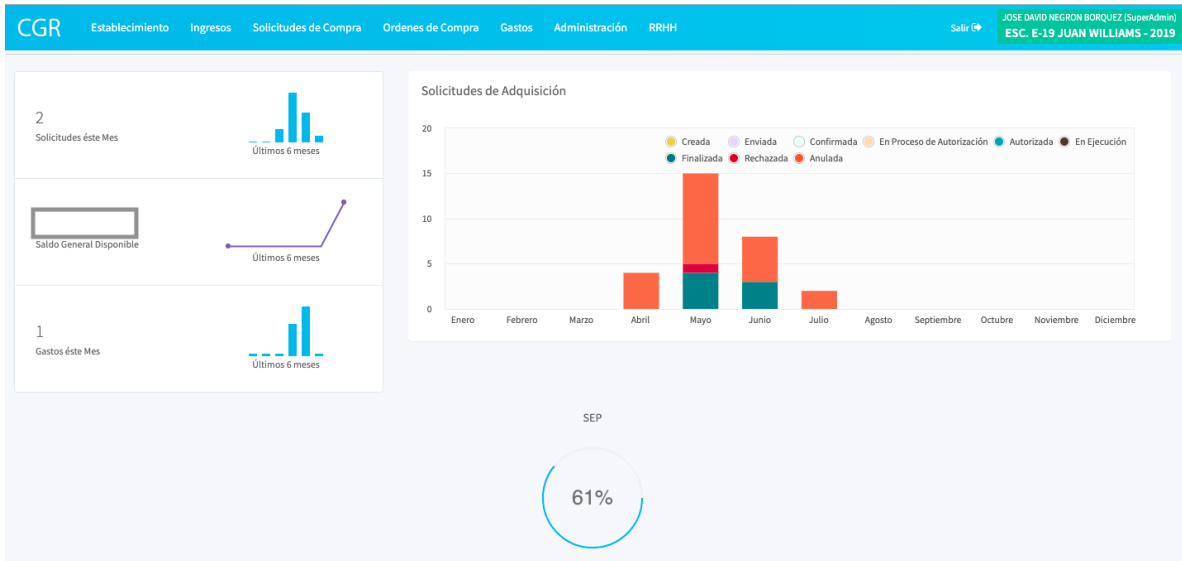 CGR Establecimiento Ingresos Solicitudes de Compra Ordenes de Compra Gastos Administración RRHH Salir
JOSE DAVID NEGRON BORQUEZ (SuperAdmin)
ESC. E-19 JUAN WILLIAMS - 2019
2
Solicitudes éste Mes
Últimos 6 meses
Saldo General Disponible
Últimos 6 meses
1
Gastos éste Mes
Últimos 6 meses
Solicitudes de Adquisición
Creada Enviada Confirmada En Proceso de Autorización Autorizada En Ejecución
Finalizada Rechazada Anulada
20
15
10
5
0
Enero Febrero Marzo Abril Mayo Junio Julio Agosto Septiembre Octubre Noviembre Diciembre
SEP
61%